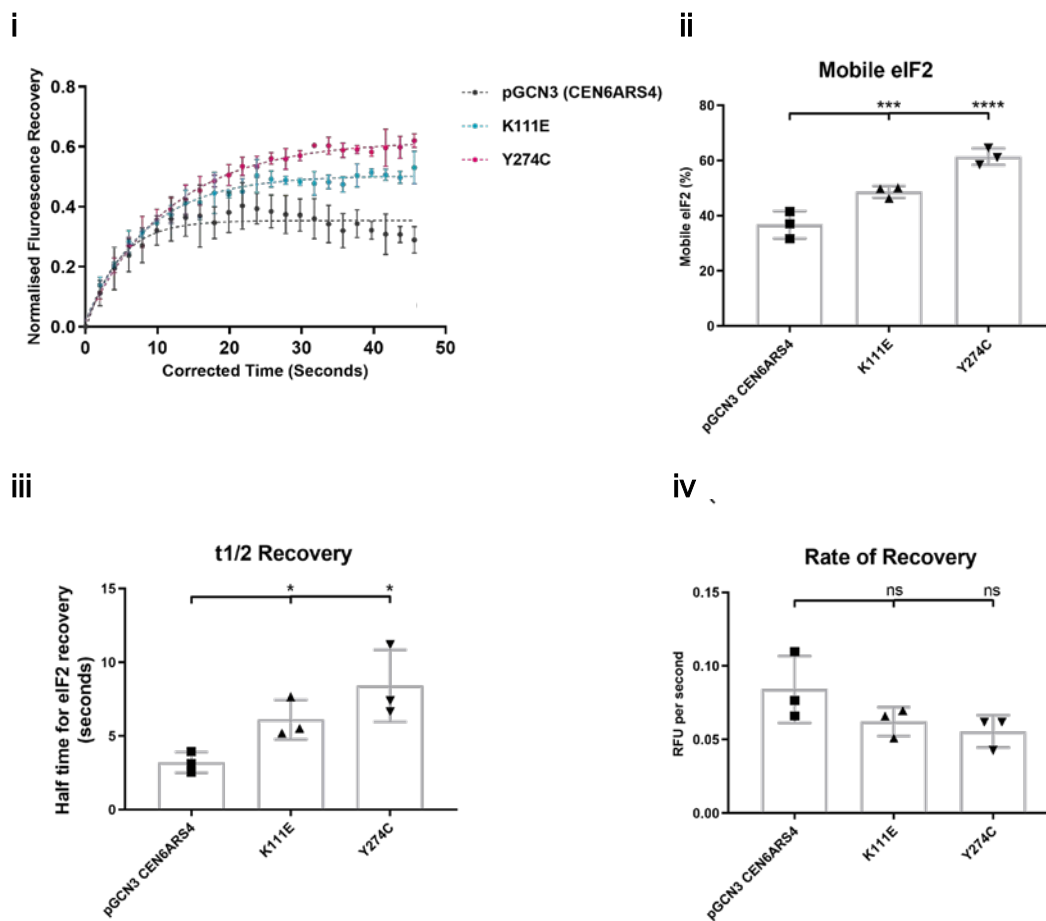 i
Normalised Fluroescence Recovery
0.8
0.6
0.4
0.2
0.0
0
10
20
30
40
50
Corrected Time (Seconds)
pGCN3 (CEN6ARS4)
K111E
Y274C
ii
Mobile eIF2
***
****
Mobile eIF2 (%)
80
60
40
20
0
pGCN3 CEN6ARS4
K111E
Y274C
iii
t1/2 Recovery
*
*
Half time for eIF2 recovery
(seconds)
15
10
5
0
pGCN3 CEN6ARS4
K111E
Y274C
iv
Rate of Recovery
ns
ns
RFU per second
0.15
0.10
0.05
0.00
pGCN3 CEN6ARS4
K111E
Y274C